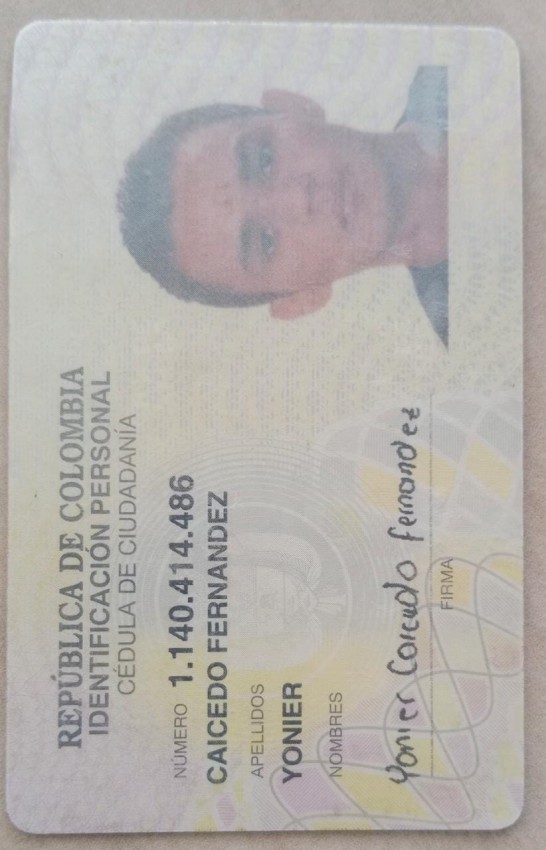 REPÚBLICA DE COLOMBIA
IDENTIFICACIÓN PERSONAL
CÉDULA DE CIUDADANÍA
NÚMERO 1.140.414.486
CAICEDO FERNANDEZ
APELLIDOS
YONIER
NOMBRES
Yonier Caicedo fernandez
FIRMA